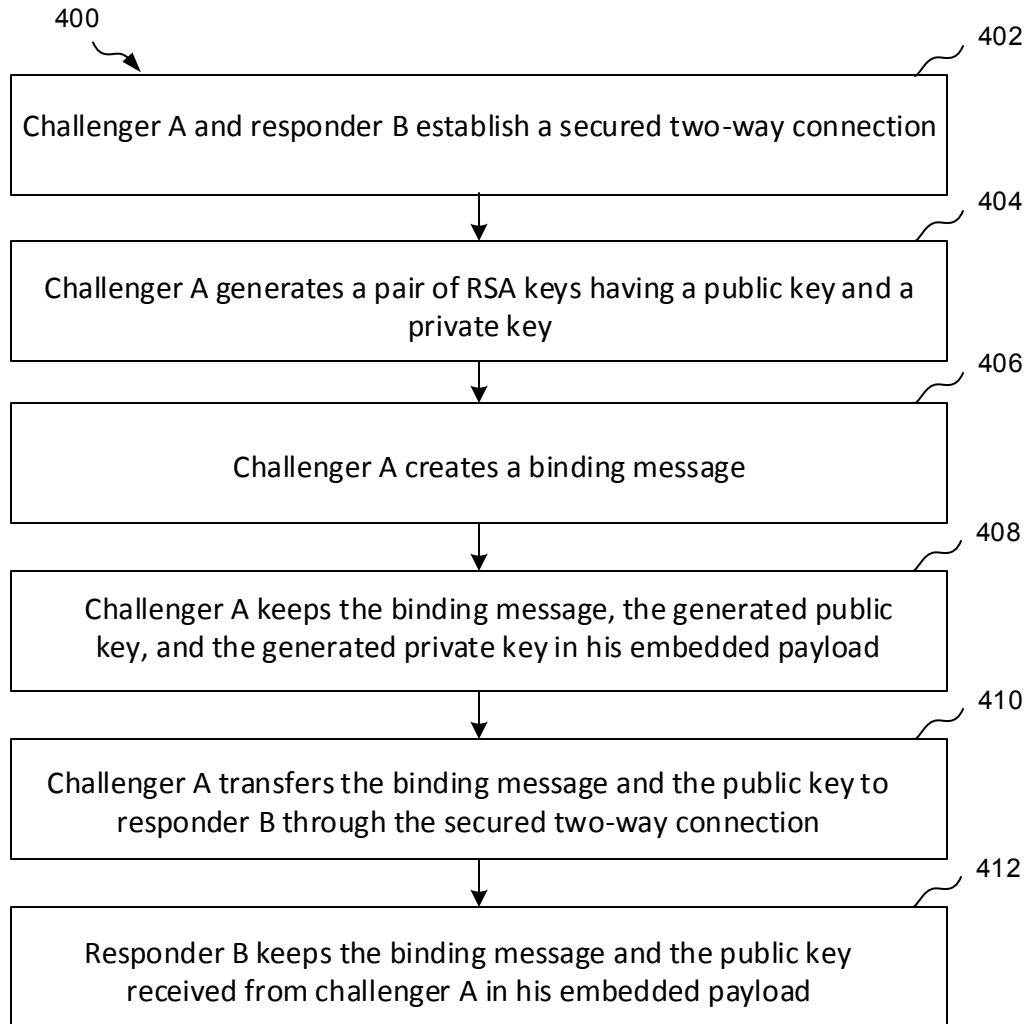 400
402
Challenger A and responder B establish a secured two-way connection
404
Challenger A generates a pair of RSA keys having a public key and a
private key
406
Challenger A creates a binding message
408
Challenger A keeps the binding message, the generated public
key, and the generated private key in his embedded payload
410
Challenger A transfers the binding message and the public key to
responder B through the secured two-way connection
412
Responder B keeps the binding message and the public key
received from challenger A in his embedded payload